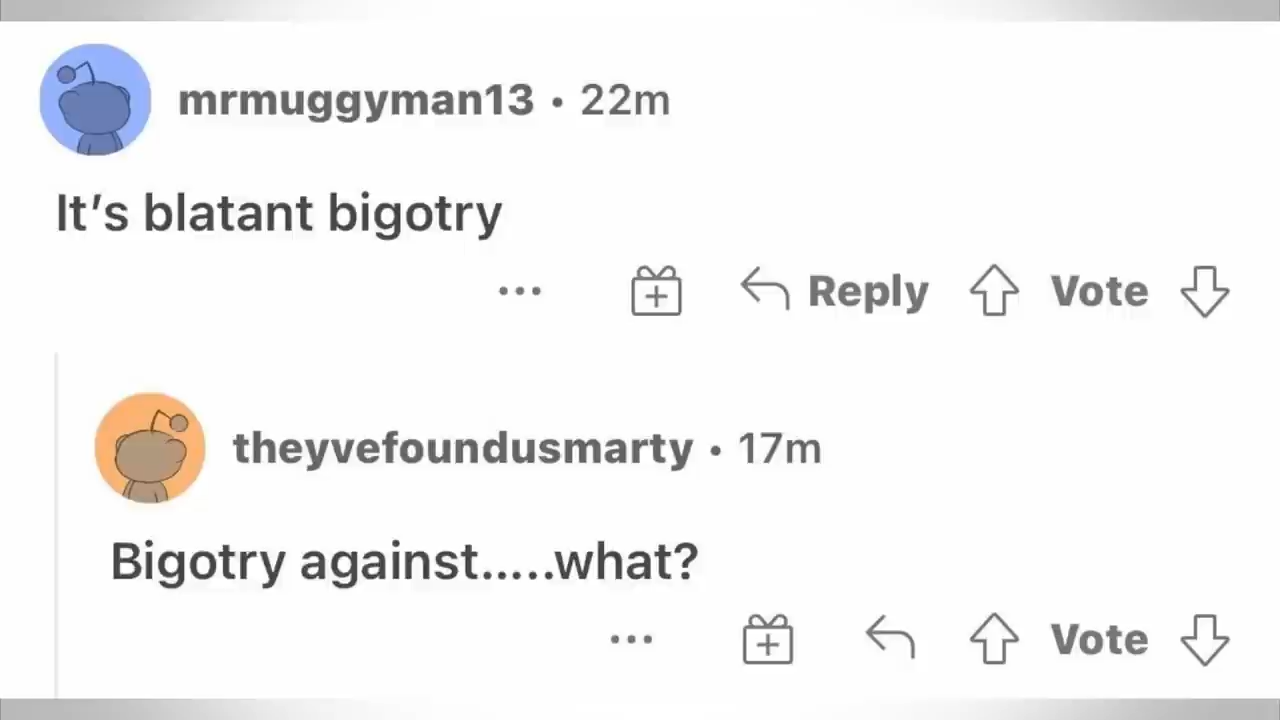 mrmuggyman13 • 22m
It’s blatant bigotry
... Reply Vote
theyvefoundusmarty • 17m
Bigotry against.....what?
... Vote